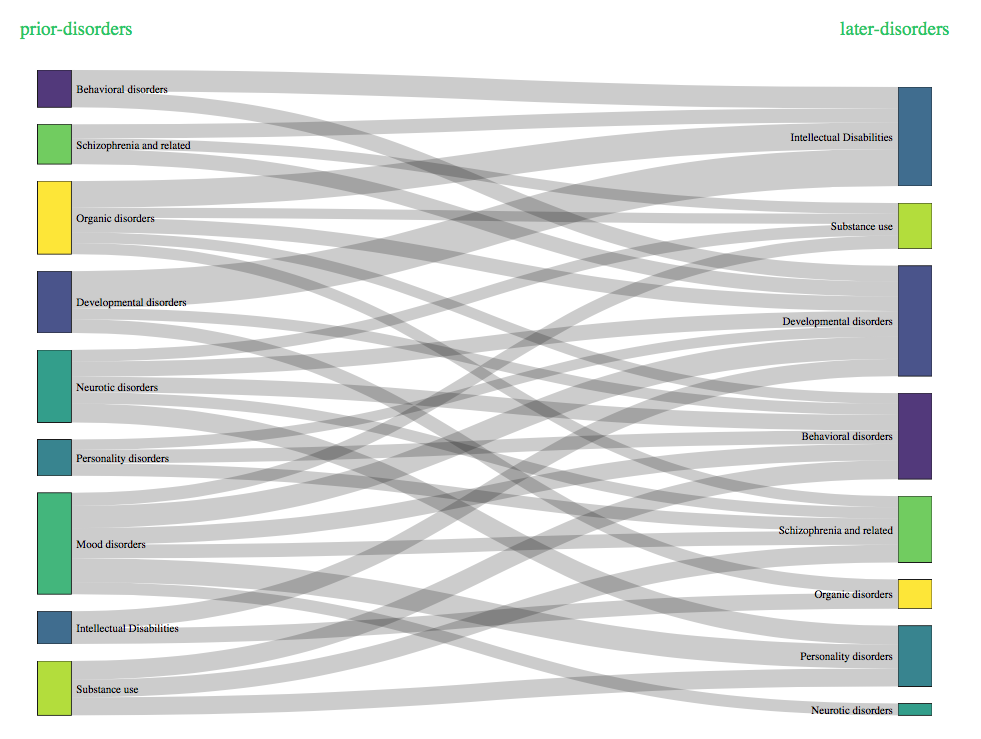 prior-disorders
later-disorders
Behavioral disorders
Schizophrenia and related
Organic disorders
Developmental disorders
Neurotic disorders
Personality disorders
Mood disorders
Intellectual Disabilities
Substance use
Intellectual Disabilities
Substance use
Developmental disorders
Behavioral disorders
Schizophrenia and related
Organic disorders
Personality disorders
Neurotic disorders